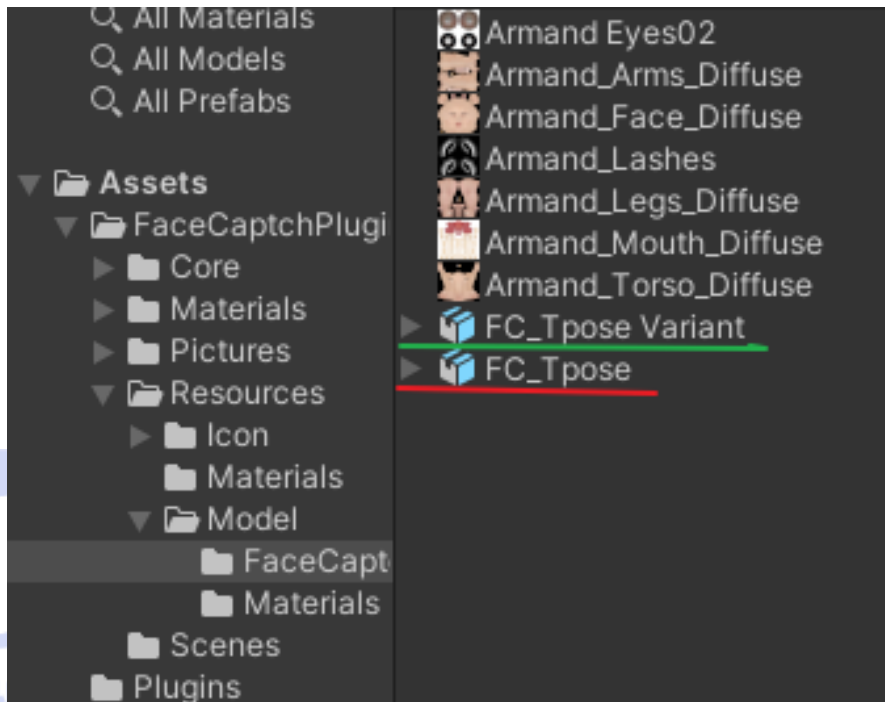 All Materials
All Models
All Prefabs
Assets
FaceCaptchPlugi
Core
Materials
Pictures
Resources
Icon
Materials
Model
FaceCapt
Materials
Scenes
Plugins
Armand Eyes02
Armand_Arms_Diffuse
Armand_Face_Diffuse
Armand_Lashes
Armand_Legs_Diffuse
Armand_Mouth_Diffuse
Armand_Torso_Diffuse
FC_Tpose Variant
FC_Tpose